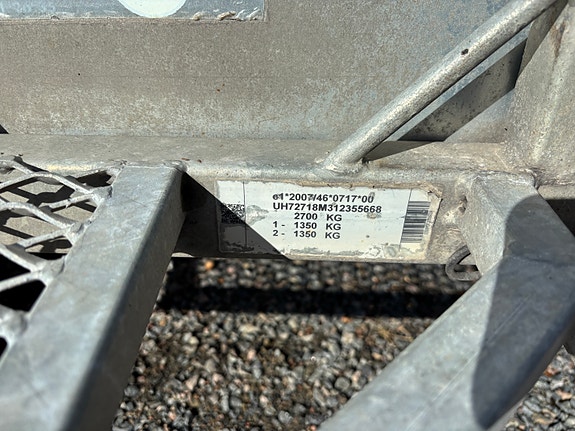 e1*2007/46*0717*00
UH72718M312355668
2700 KG
1 - 1350 KG
2 - 1350 KG